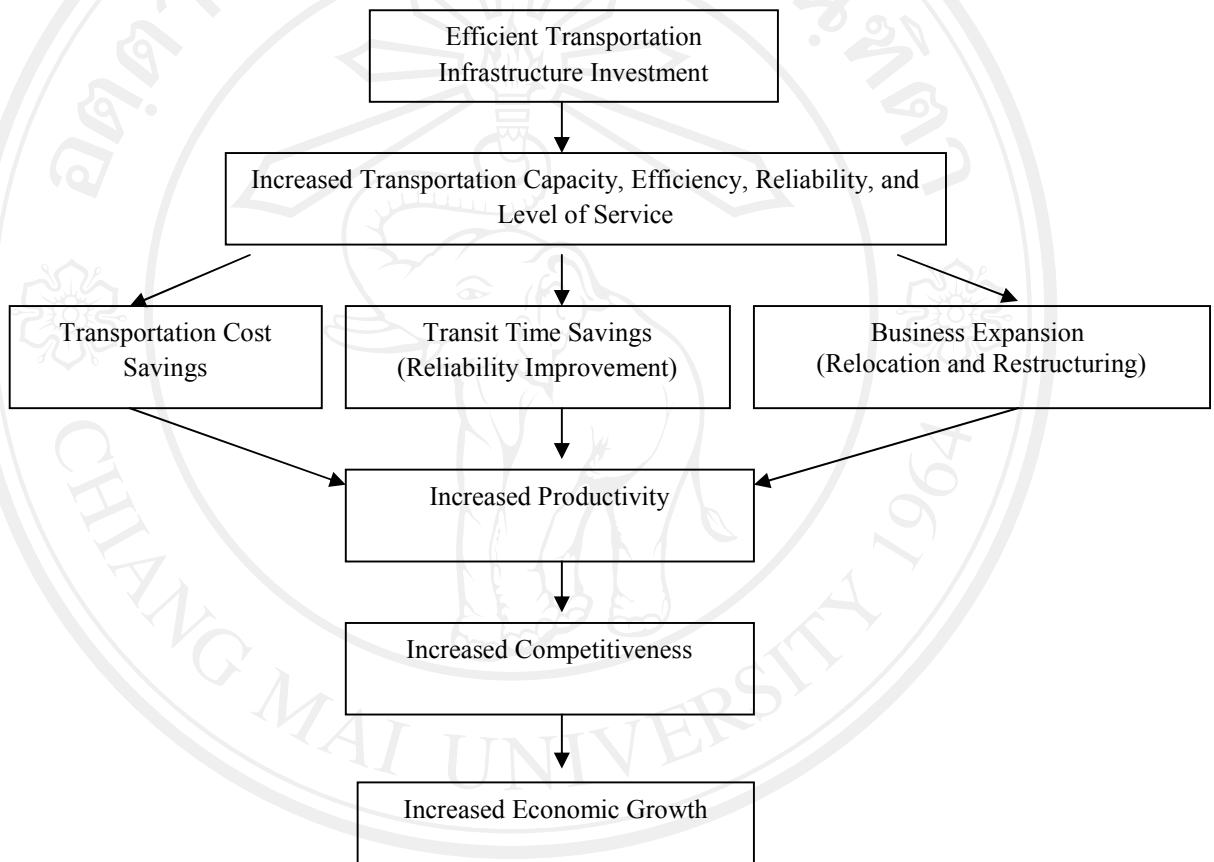 Efficient Transportation
Infrastructure Investment
Increased Transportation Capacity, Efficiency, Reliability, and
Level of Service
Transportation Cost
Savings
Transit Time Savings
(Reliability Improvement)
Business Expansion
(Relocation and Restructuring)
Increased Productivity
Increased Competitiveness
Increased Economic Growth
CHIANG MAI UNIVERSITY 1964